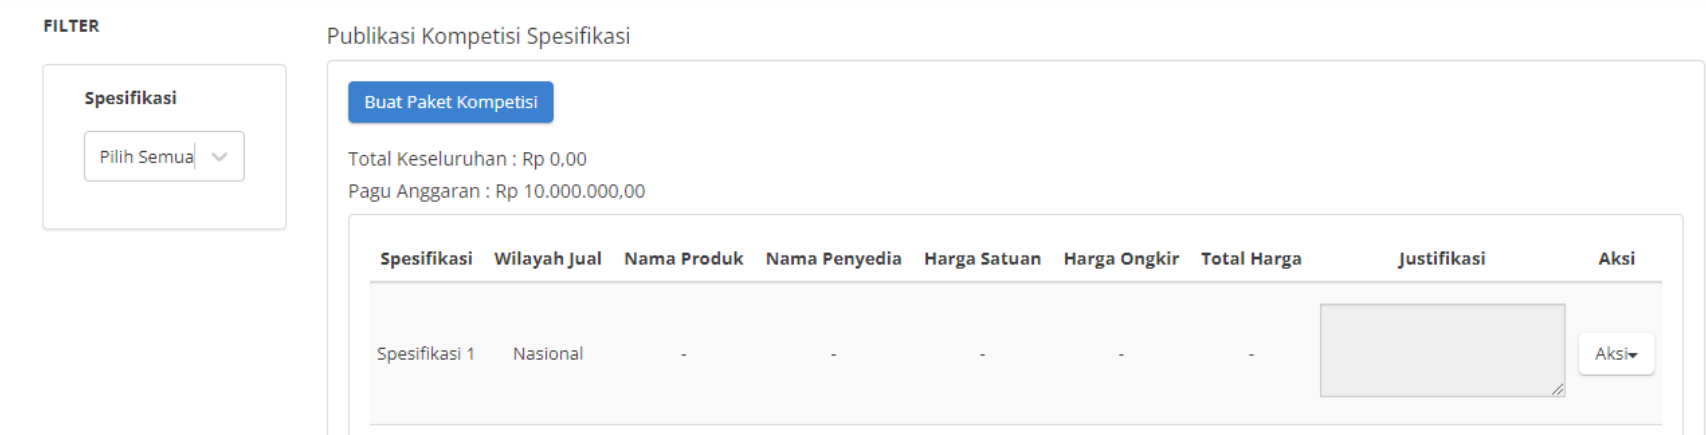 FILTER
Spesifikasi
Pilih Semua
Publikasi Kompetisi Spesifikasi
Buat Paket Kompetisi
Total Keseluruhan : Rp 0,00
Pagu Anggaran : Rp 10.000.000,00
Spesifikasi Wilayah Jual Nama Produk Nama Penyedia Harga Satuan Harga Ongkir Total Harga Justifikasi Aksi
Spesifikasi 1 Nasional - - - - - Aksi